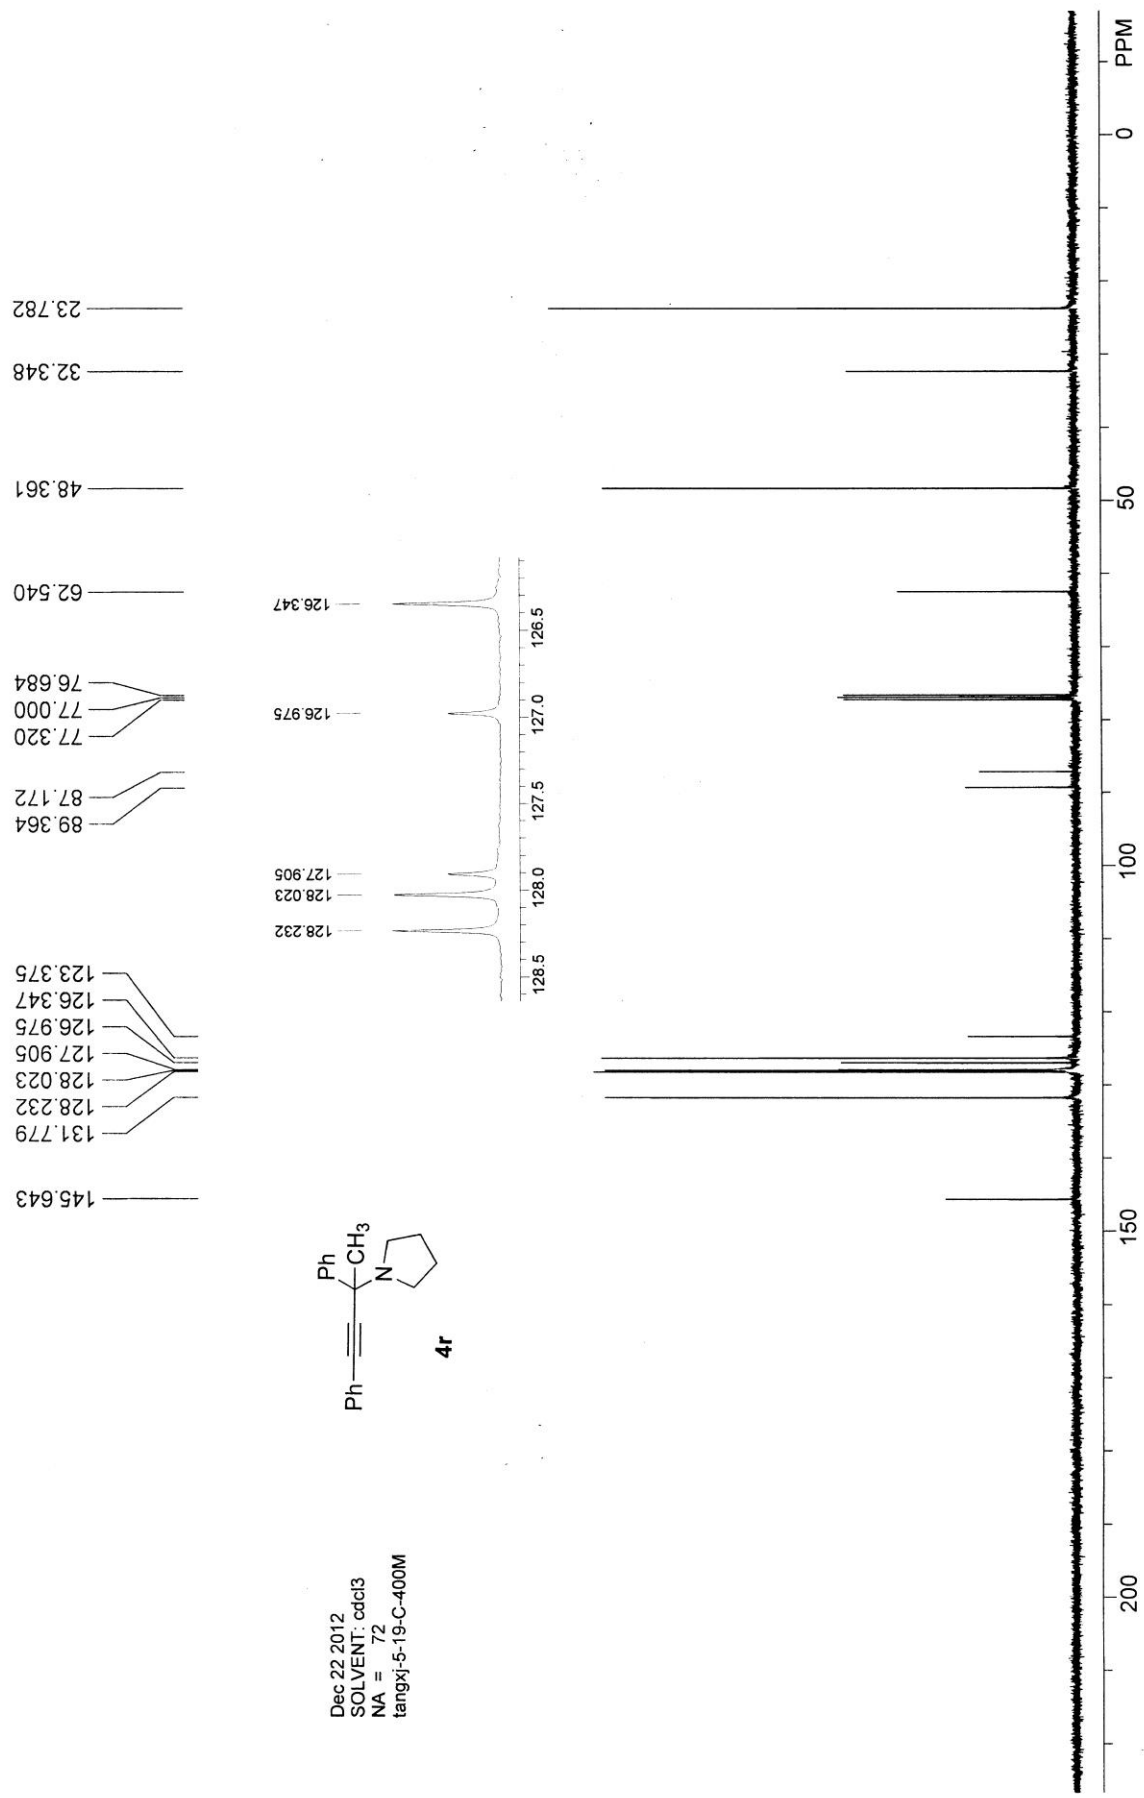 145.643
131.779
128.232
128.023
127.905
126.975
126.347
123.375
89.364
87.172
77.320
77.000
76.684
62.540
48.361
32.348
23.782
128.232
128.023
127.905
126.975
126.347
128.5 128.0 127.5 127.0 126.5
Ph
Ph
CH3
N
4r
Dec 22 2012
SOLVENT: cdcl3
NA = 72
tangxj-5-19-C-400M
200 150 100 50 0 PPM